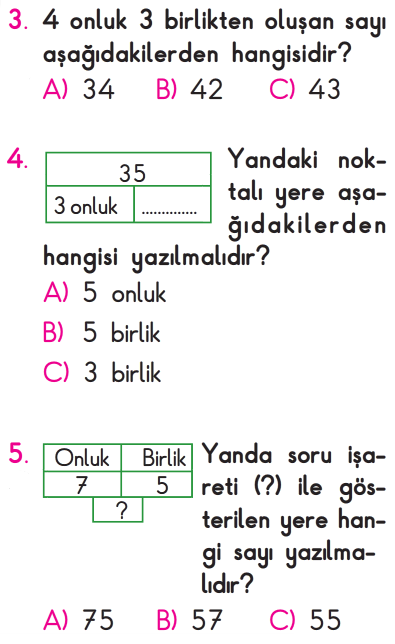 3. 4 onluk 3 birlikten oluşan sayı
aşağıdakilerden hangisidir?
A) 34 B) 42 C) 43
4.
35
3 onluk ..............
Yandaki nok-
talı yere aşa-
ğıdakilerden
hangisi yazılmalıdır?
A) 5 onluk
B) 5 birlik
C) 3 birlik
5.
Onluk Birlik
7 5
?
Yanda soru işa-
reti (?) ile gös-
terilen yere han-
gi sayı yazılma-
lıdır?
A) 75 B) 57 C) 55